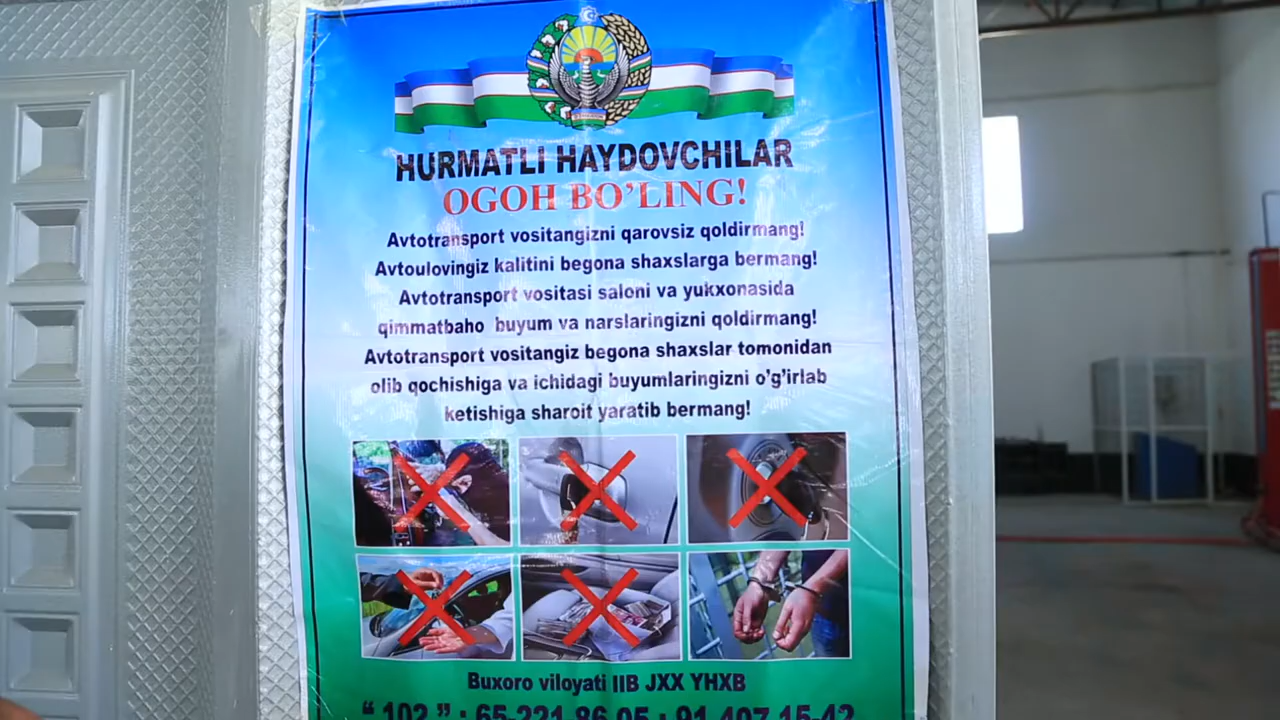 HURMATLI HAYDOVCHILAR
OGOH BO’LING!
Avtotransport vositangizni qarovsiz qoldirmang!
Avtoulovingiz kalitini begona shaxslarga bermang!
Avtotransport vositasi saloni va yukxonasida
qimmatbaho buyum va narslaringizni qoldirmang!
Avtotransport vositangiz begona shaxslar tomonidan
olib qochishiga va ichidagi buyumlaringizni o’g’irlab
ketishiga sharoit yaratib bermang!
Buxoro viloyati IIB JXX YHXB
“ 102 ” ; 65-221-86-05 ; 91-407-15-42